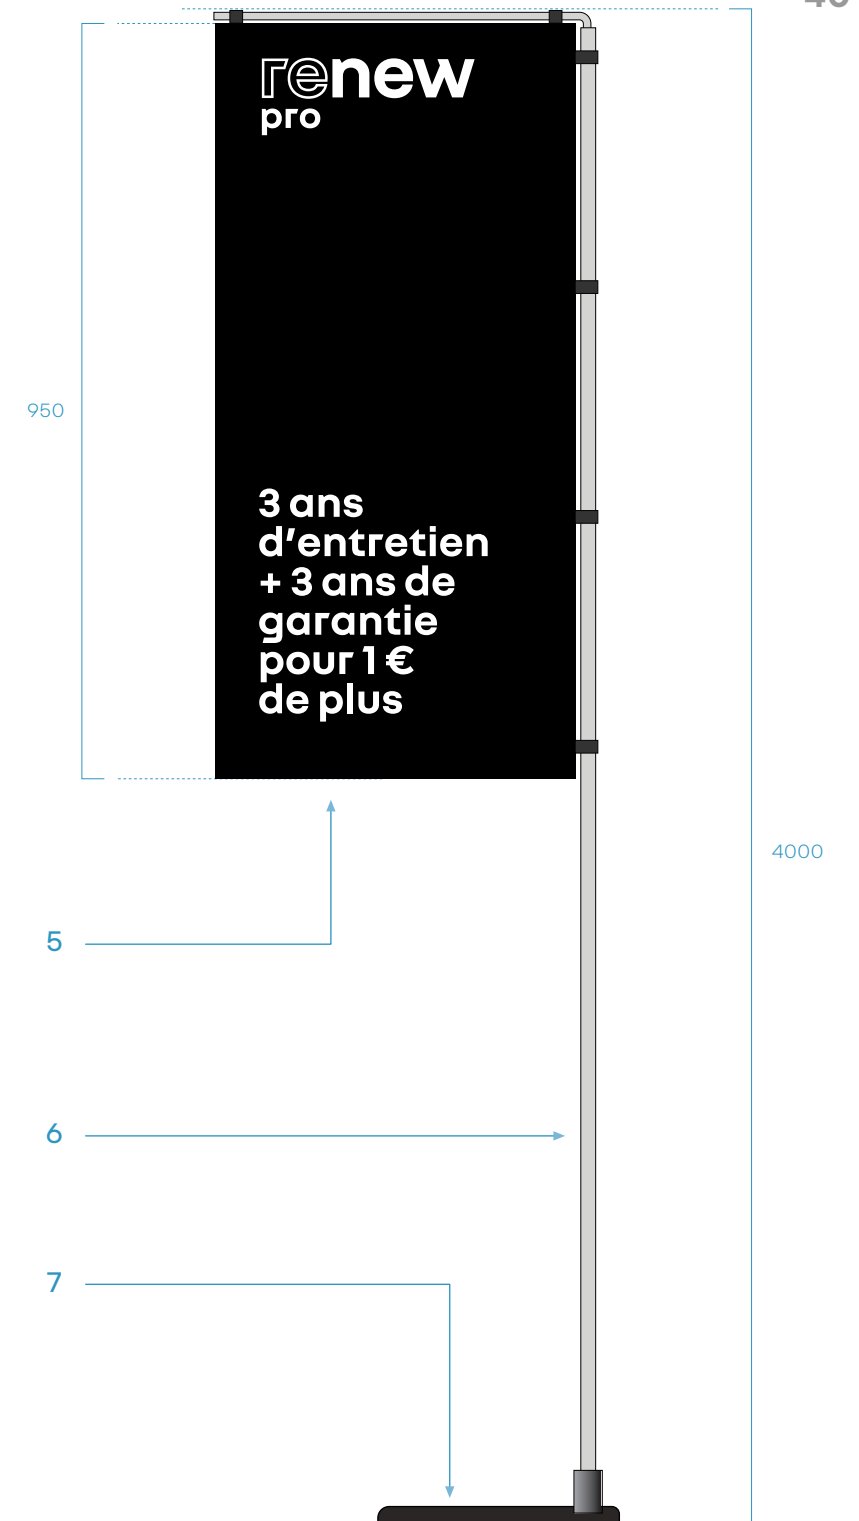 renew
pro
950
3 ans
d’entretien
+ 3 ans de
garantie
pour 1 €
de plus
4000
5
6
7